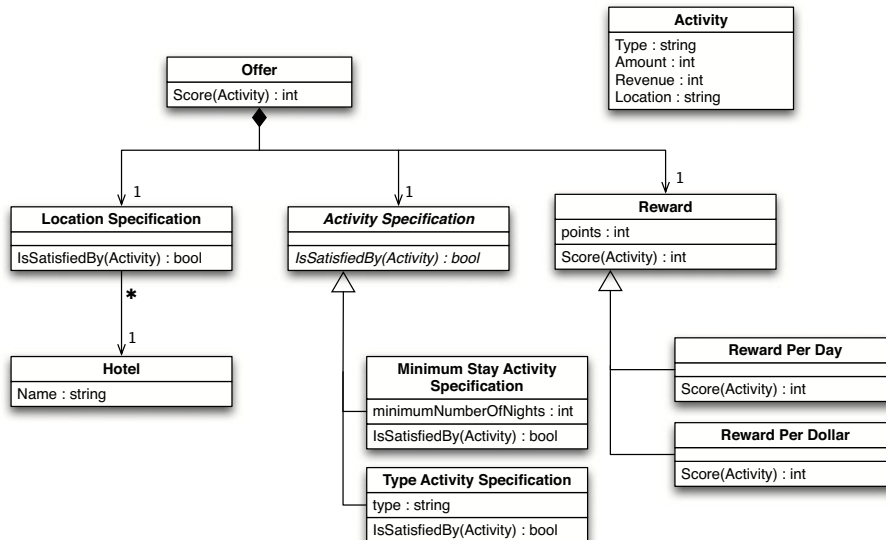 Activity
Type : string
Amount : int
Revenue : int
Location : string
Offer
Score(Activity) : int
1
1
1
Location Specification
IsSatisfiedBy(Activity) : bool
Activity Specification
IsSatisfiedBy(Activity) : bool
Reward
points : int
Score(Activity) : int
*
1
Hotel
Name : string
Minimum Stay Activity
Specification
minimumNumberOfNights : int
IsSatisfiedBy(Activity) : bool
Reward Per Day
Score(Activity) : int
Reward Per Dollar
Score(Activity) : int
Type Activity Specification
type : string
IsSatisfiedBy(Activity) : bool